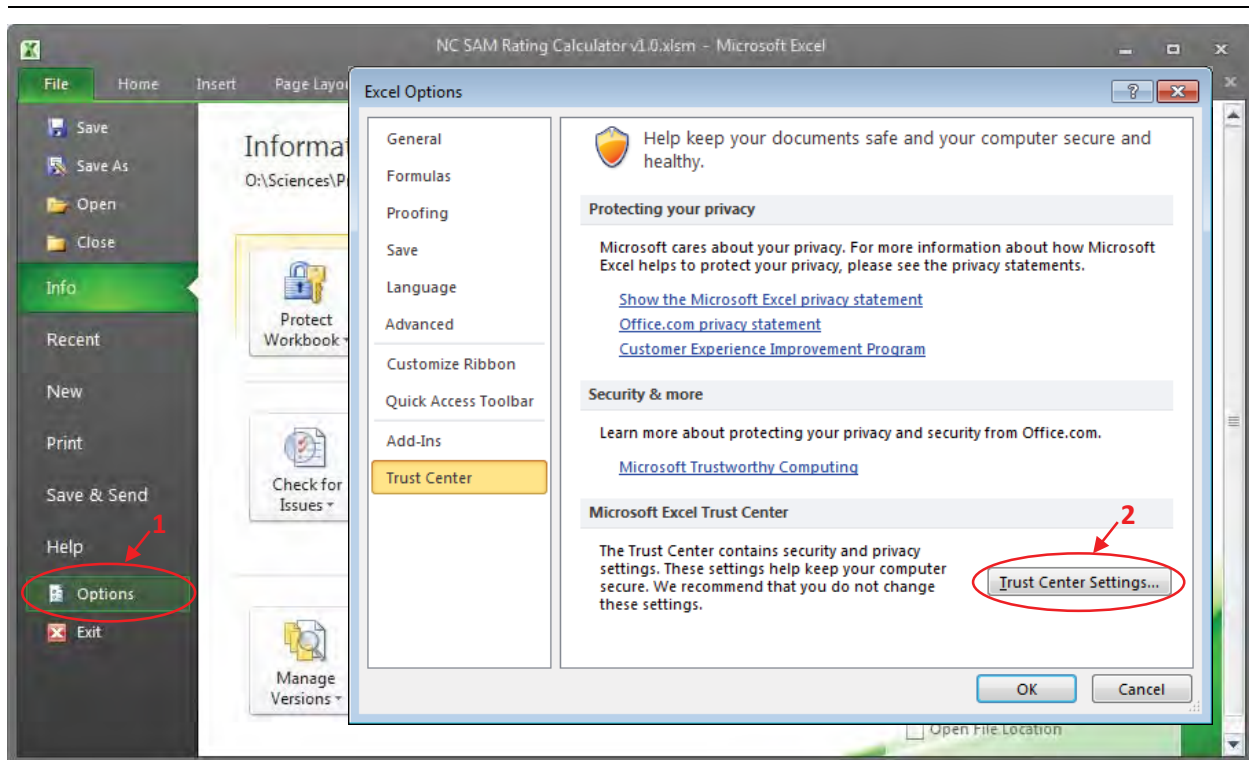 NC SAM Rating Calculator v1.0.xlsm – Microsoft Excel
File Home Insert Page Layou
Save
Save As
Open
Close
Info
Recent
New
Print
Save & Send
1
Help
Options
Exit
Informat
O:\Sciences\P
Protect
Workbook
Check for
Issues
Manage
Versions
Excel Options
?
General
Formulas
Proofing
Save
Language
Advanced
Customize Ribbon
Quick Access Toolbar
Add-Ins
Trust Center
Help keep your documents safe and your computer secure and
healthy.
Protecting your privacy
Microsoft cares about your privacy. For more information about how Microsoft
Excel helps to protect your privacy, please see the privacy statements.
Show the Microsoft Excel privacy statement
Office.com privacy statement
Customer Experience Improvement Program
Security & more
Learn more about protecting your privacy and security from Office.com.
Microsoft Trustworthy Computing
Microsoft Excel Trust Center
2
The Trust Center contains security and privacy
settings. These settings help keep your computer
secure. We recommend that you do not change
these settings.
Trust Center Settings...
OK Cancel
Open File Location